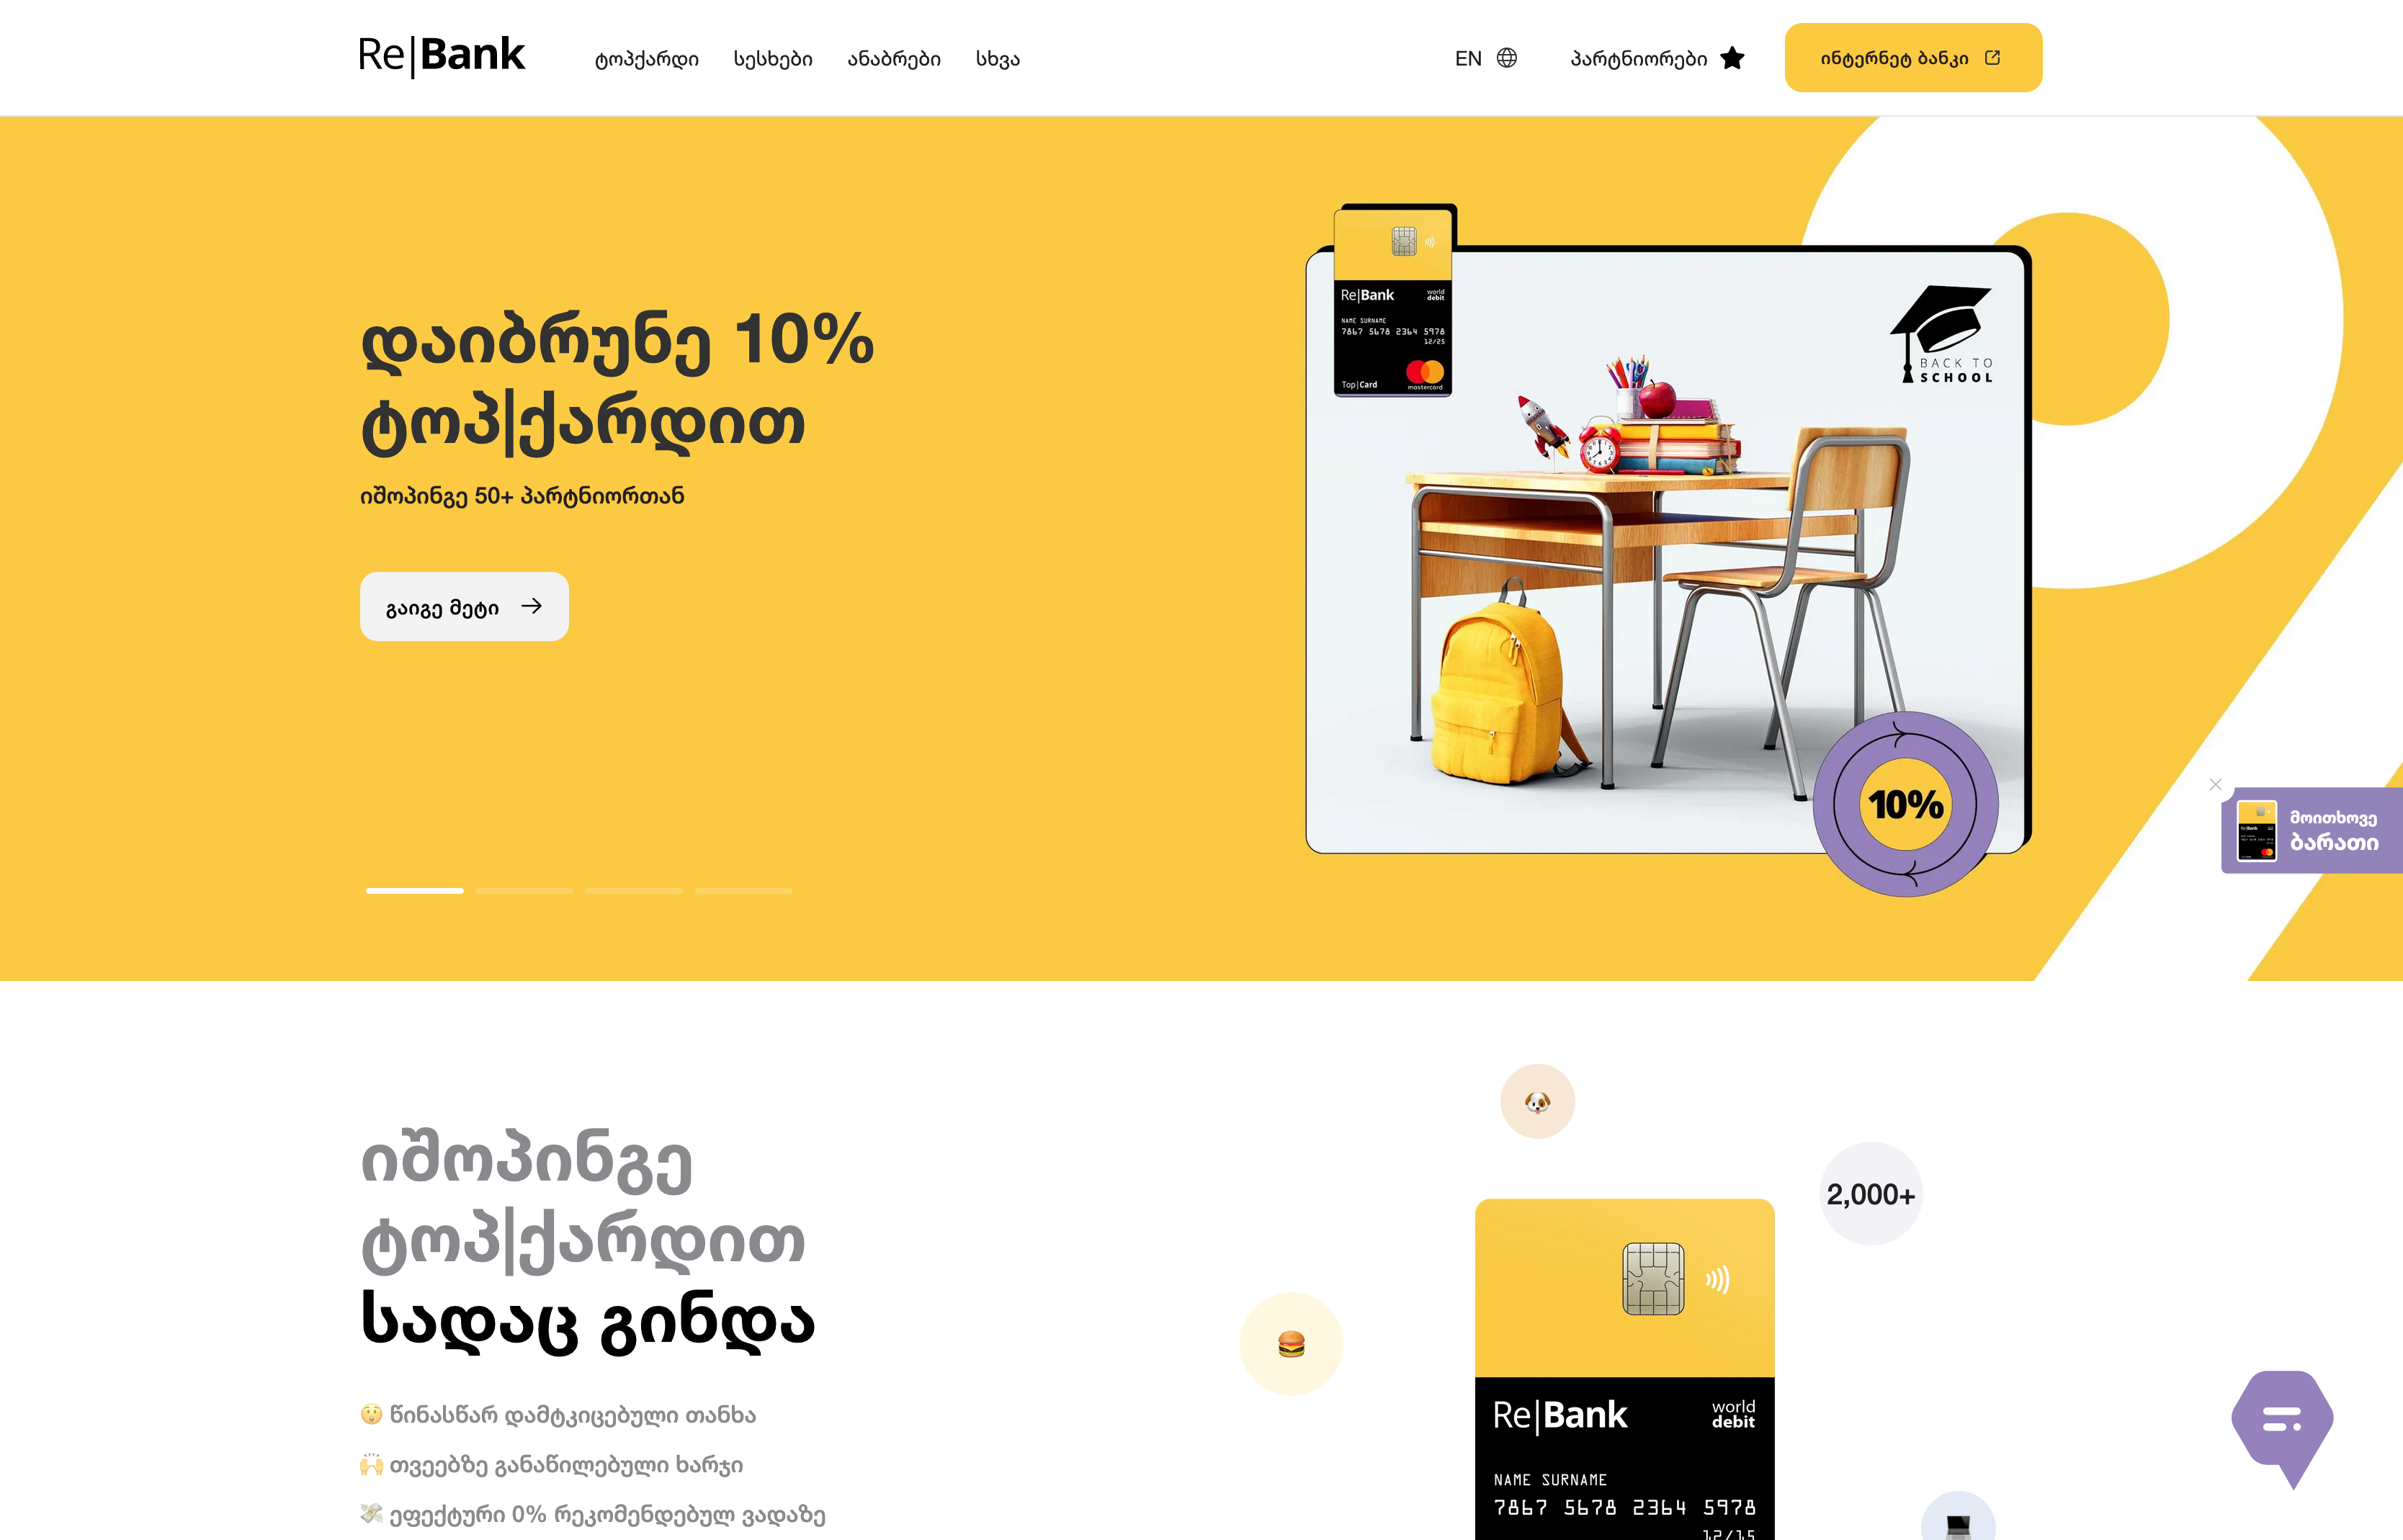 Re|Bank
ტოპქარდი
სესხები
ანაბრები
სხვა
EN
პარტნიორები
ინტერნეტ ბანკი
დაიბრუნე 10%
ტოპ|ქარდით
იშოპინგე 50+ პარტნიორთან
გაიგე მეტი
Re|Bank
world
debit
NAME SURNAME
7867 5678 2364 5978
12/25
Top|Card
mastercard
BACK TO
SCHOOL
10%
მოითხოვე
ბარათი
იშოპინგე
ტოპ|ქარდით
სადაც გინდა
წინასწარ დამტკიცებული თანხა
თვეებზე განაწილებული ხარჯი
ეფექტური 0% რეკომენდებულ ვადაზე
2,000+
Re|Bank
world
debit
NAME SURNAME
7867 5678 2364 5978
12/15